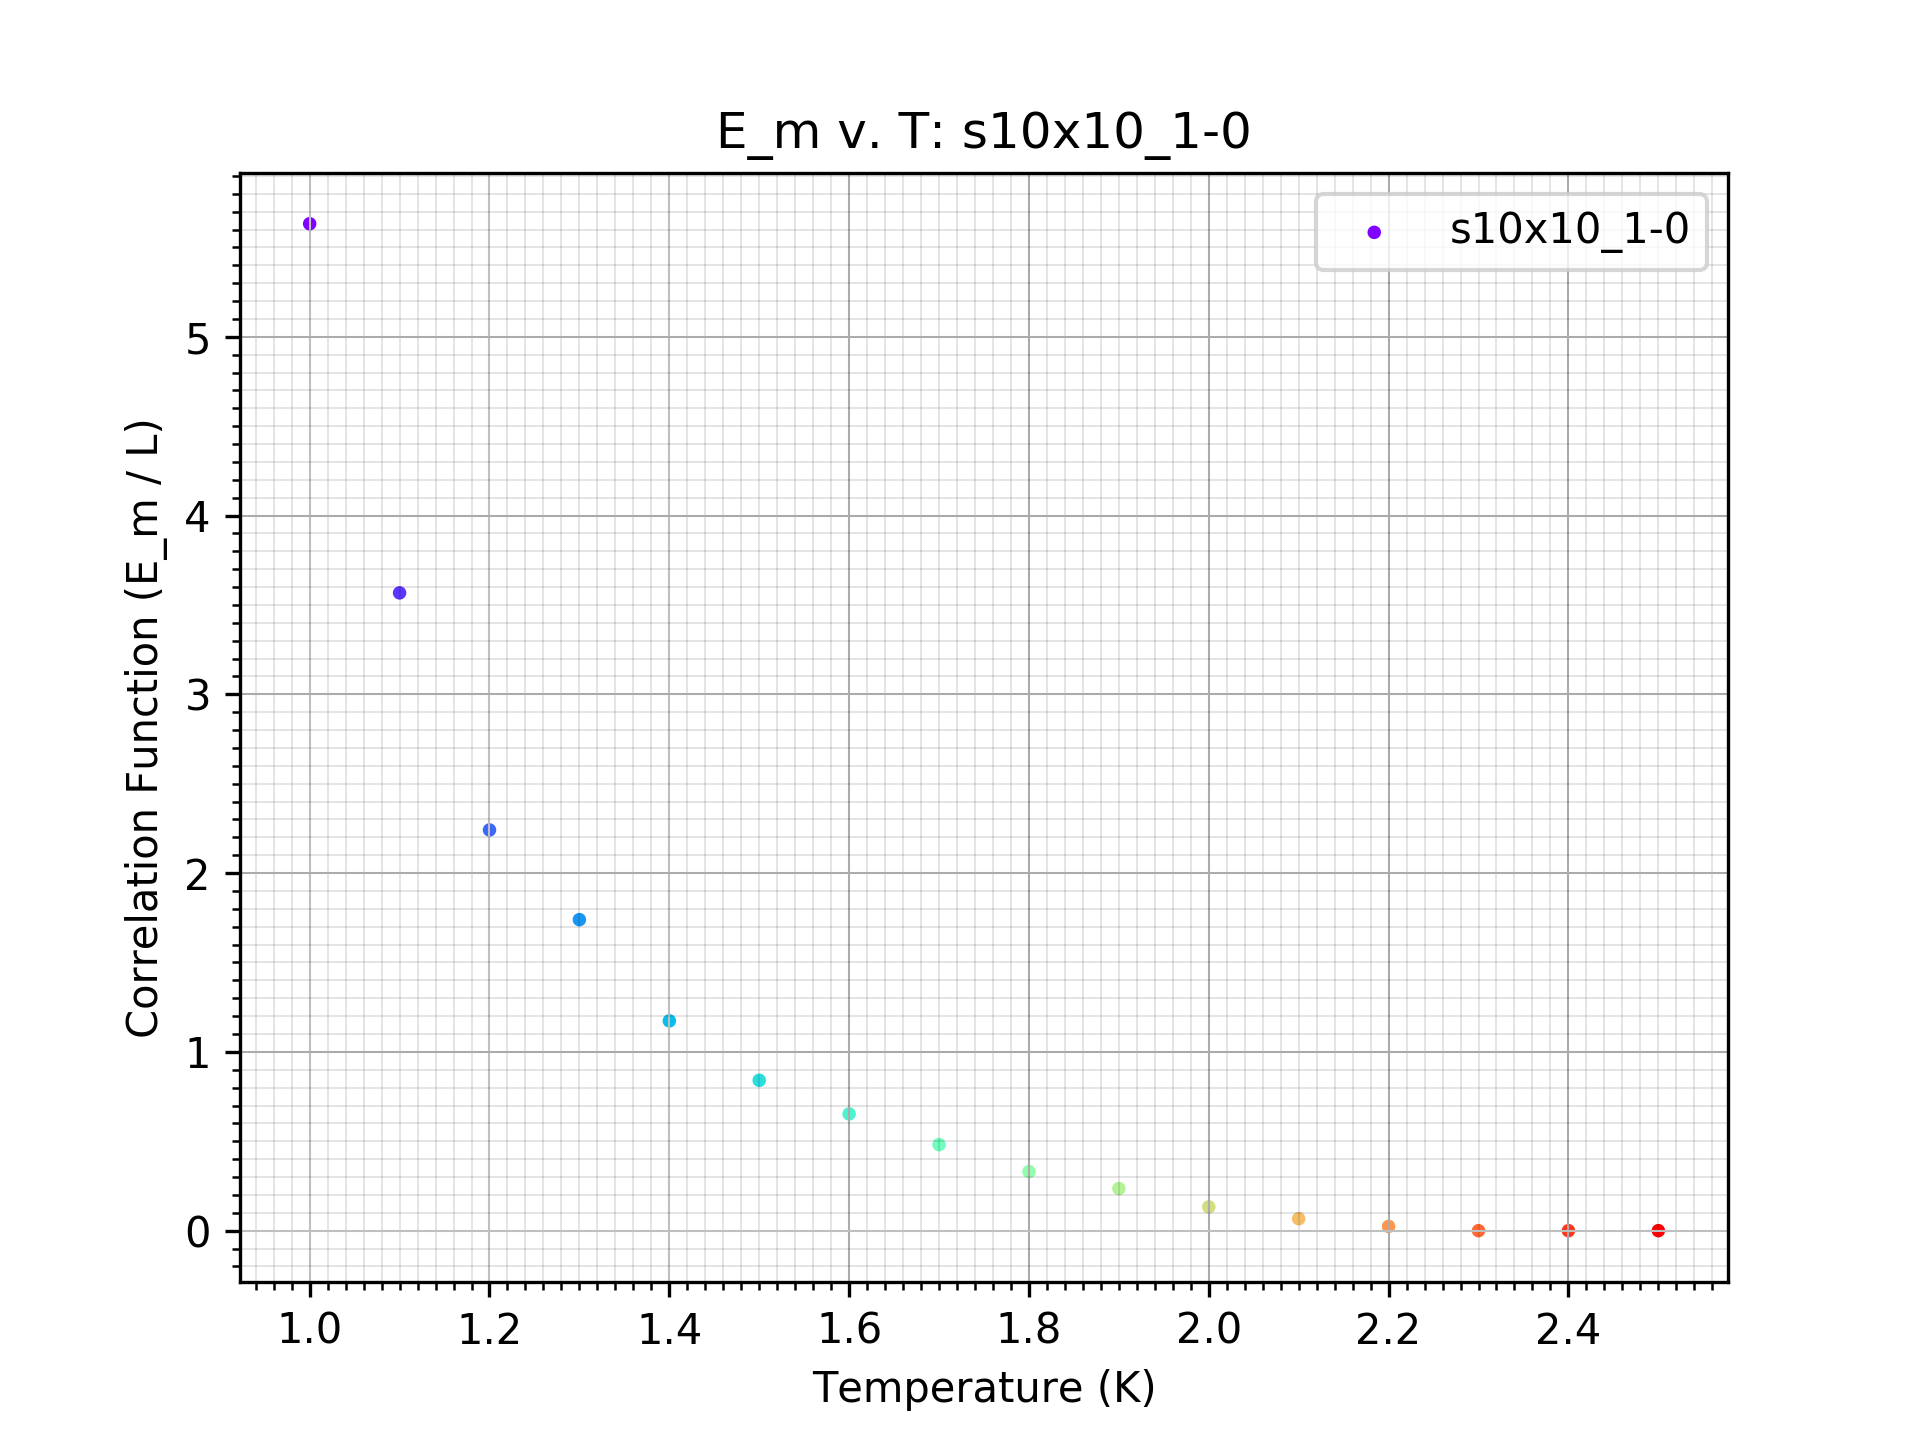 E_m v. T: s10x10_1-0
s10x10_1-0
Correlation Function (E_m / L)
5
4
3
2
1
0
1.0 1.2 1.4 1.6 1.8 2.0 2.2 2.4
Temperature (K)